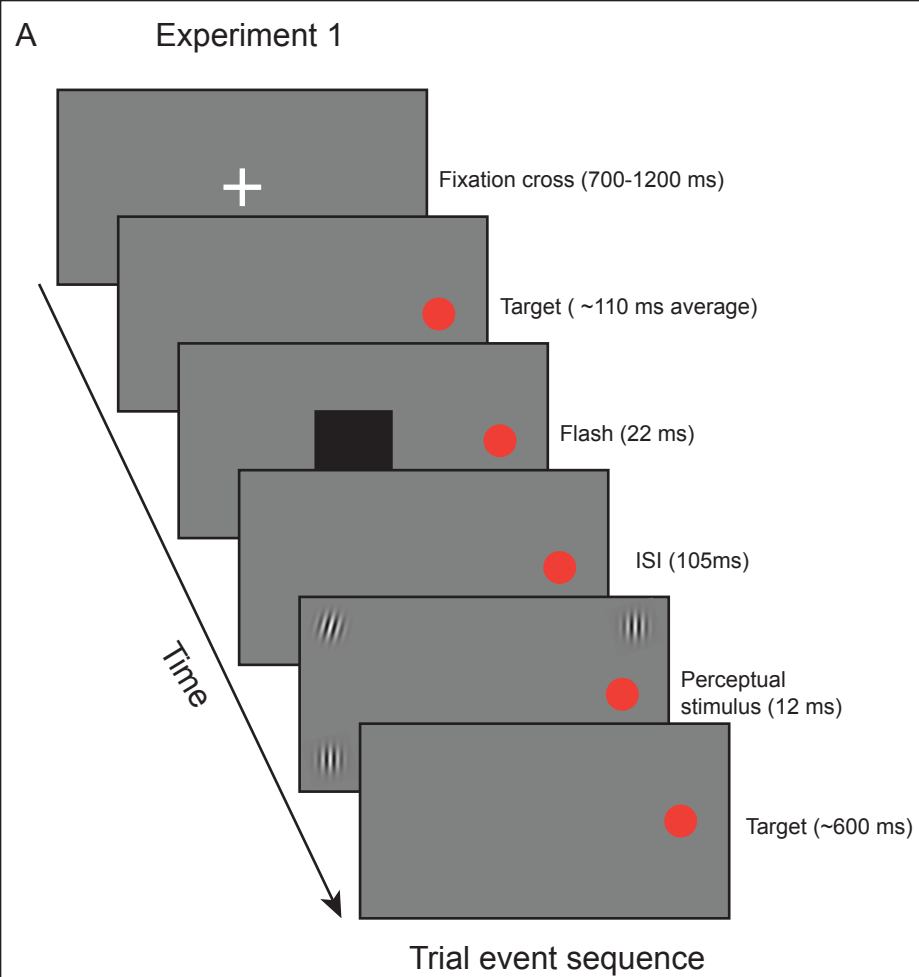 A
Experiment 1
Fixation cross (700-1200 ms)
Target ( ~110 ms average)
Flash (22 ms)
ISI (105ms)
Perceptual
stimulus (12 ms)
Time
Target (~600 ms)
Trial event sequence